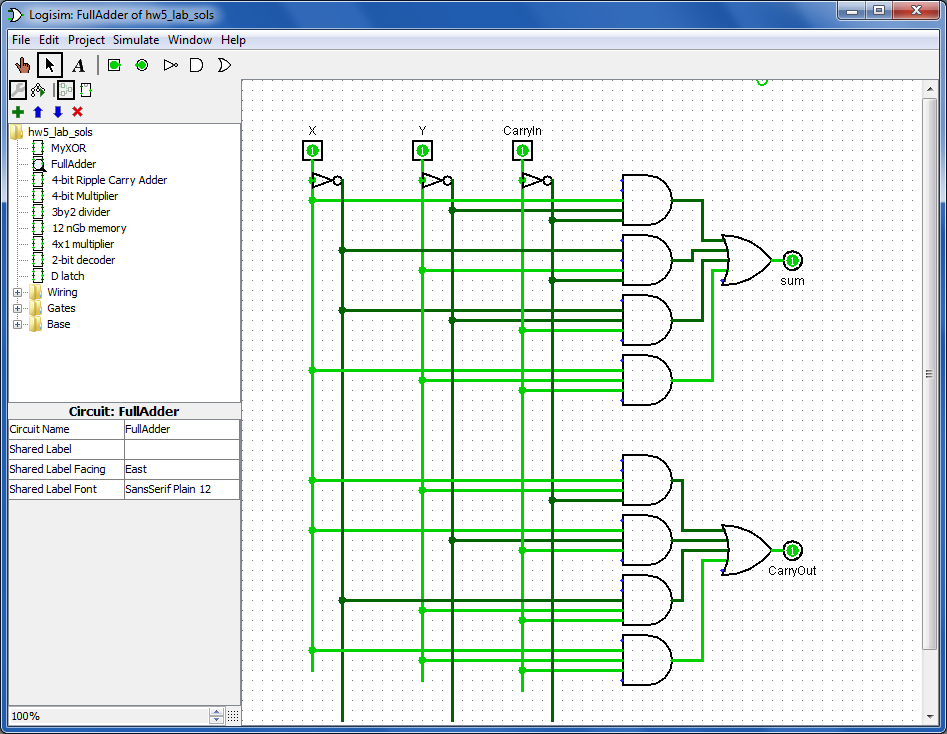 Logisim: FullAdder of hw5_lab_sols
File Edit Project Simulate Window Help
A
hw5_lab_sols
MyXOR
FullAdder
4-bit Ripple Carry Adder
4-bit Multiplier
3by2 divider
12 nGb memory
4x1 multiplier
2-bit decoder
D latch
Wiring
Gates
Base
Circuit: FullAdder
Circuit Name FullAdder
Shared Label
Shared Label Facing East
Shared Label Font SansSerif Plain 12
100%
X Y CarryIn
1 1 1
1
sum
1
CarryOut